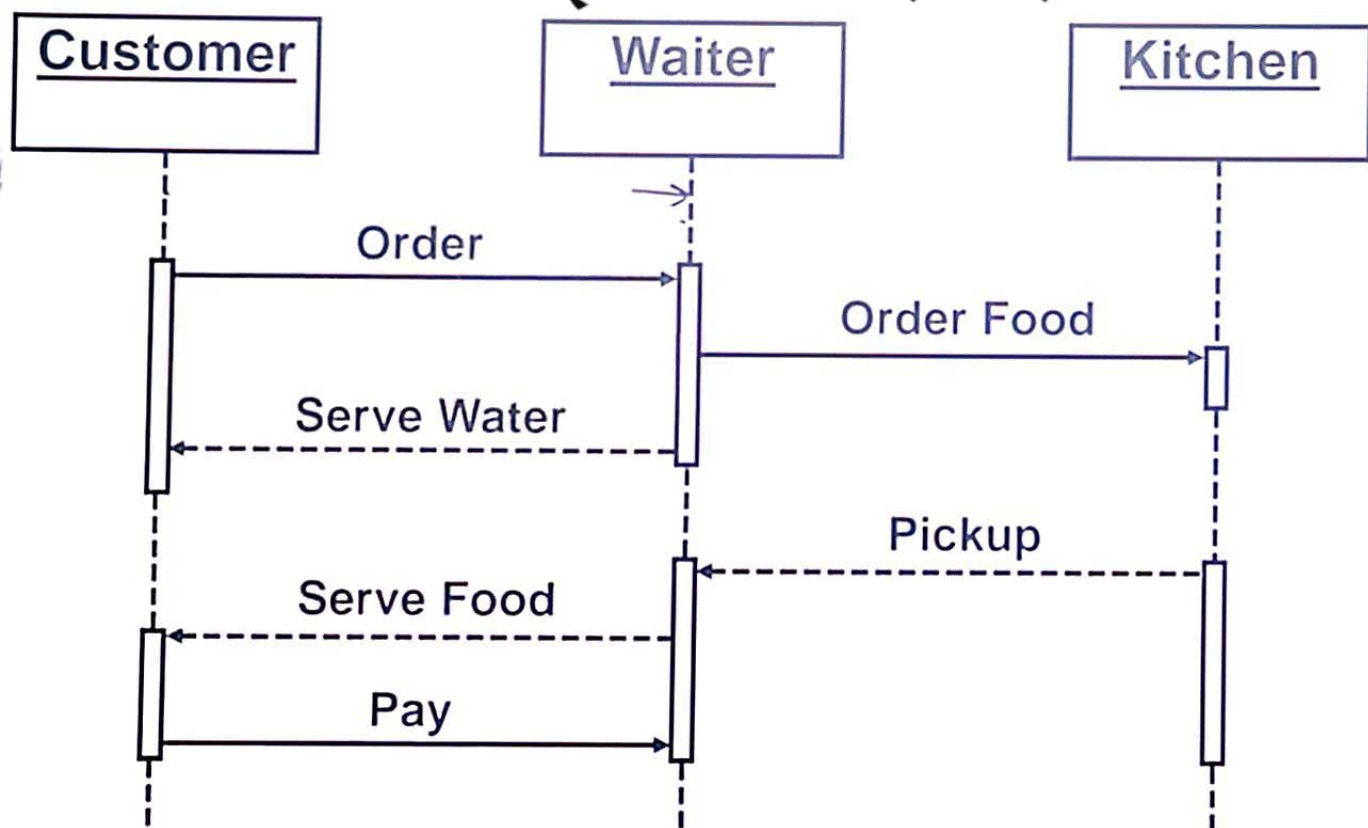 Customer
Waiter
Kitchen
Order
Order Food
Serve Water
Pickup
Serve Food
Pay